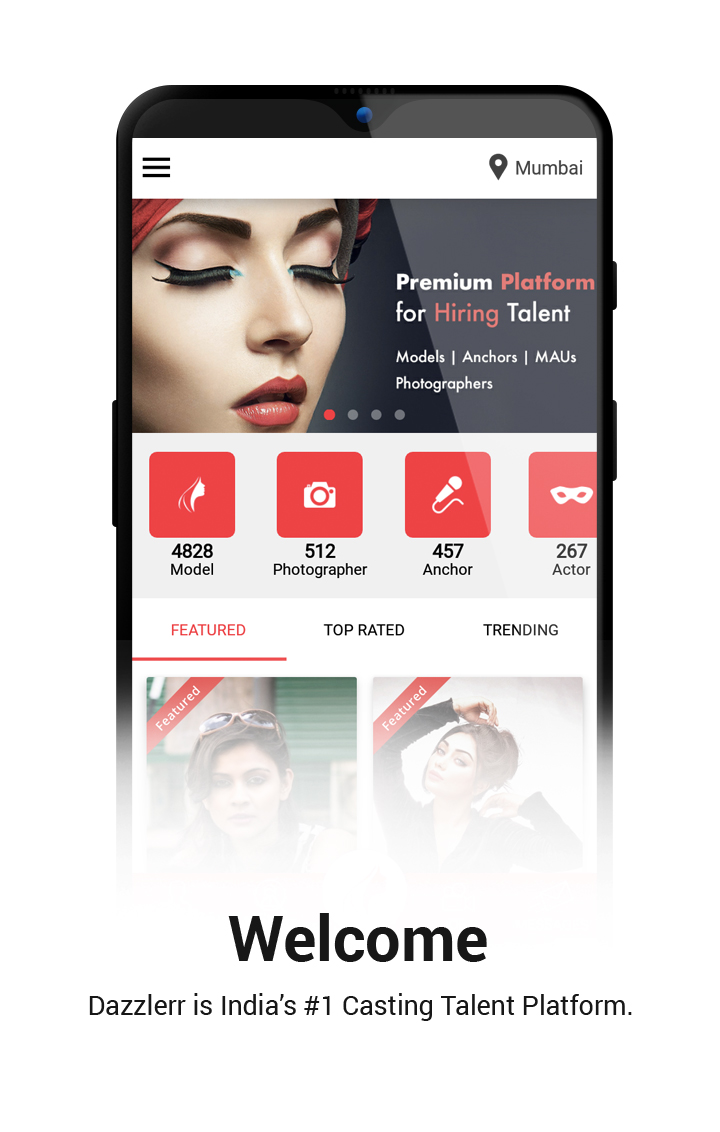 Mumbai
Premium Platform
for Hiring Talent
Models | Anchors | MAUs
Photographers
4828
Model
512
Photographer
457
Anchor
267
Actor
FEATURED
TOP RATED
TRENDING
Featured
Featured
Welcome
Dazzlerr is India’s #1 Casting Talent Platform.